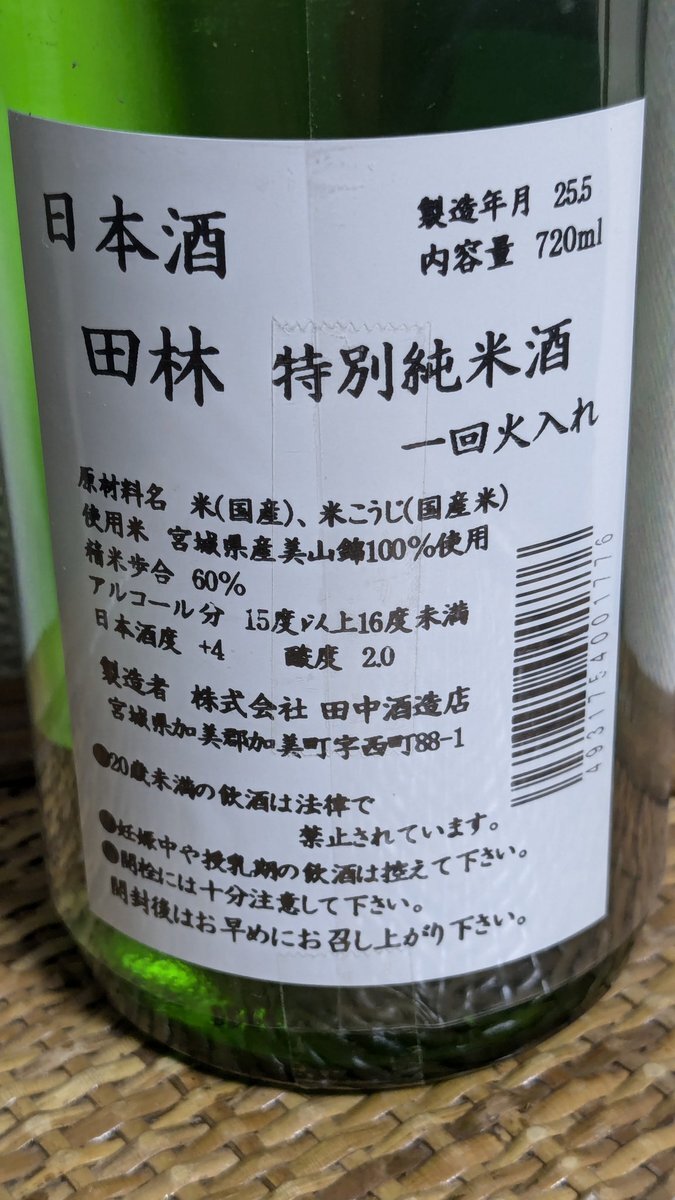 日本酒
製造年月 25.5
内容量 720ml
田林 特別純米酒
一回火入れ
原材料名 米(国産)、米こうじ(国産米)
使用米 宮城県産美山錦100%使用
精米歩合 60%
アルコール分 15度以上16度未満
日本酒度 +4 酸度 2.0
製造者 株式会社 田中酒造店
宮城県加美郡加美町字西町88-1
●20歳未満の飲酒は法律で
禁止されています。
●妊娠中や授乳期の飲酒は控えて下さい。
●開栓には十分注意して下さい。
開封後はお早めにお召し上がり下さい。
4931754001776